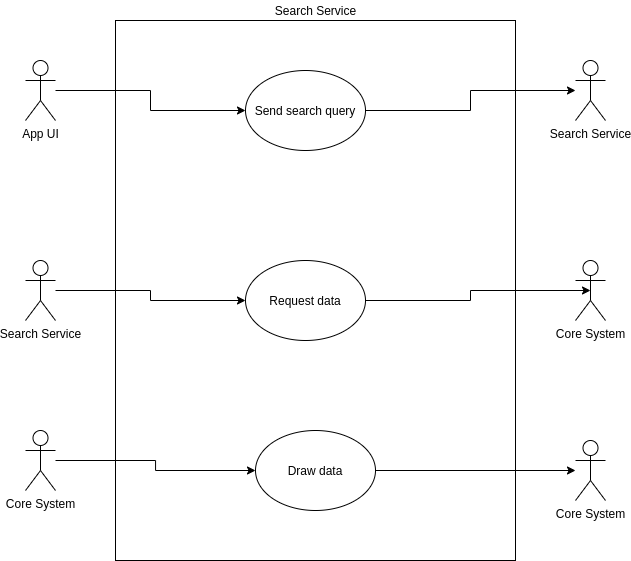 Search Service
Send search query
App UI
Search Service
Request data
Search Service
Core System
Draw data
Core System
Core System